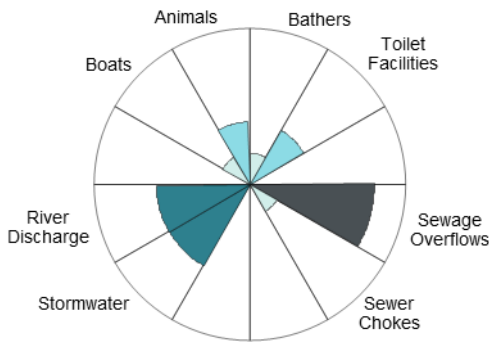 Animals
Bathers
Toilet
Facilities
Boats
River
Discharge
Sewage
Overflows
Stormwater
Sewer
Chokes